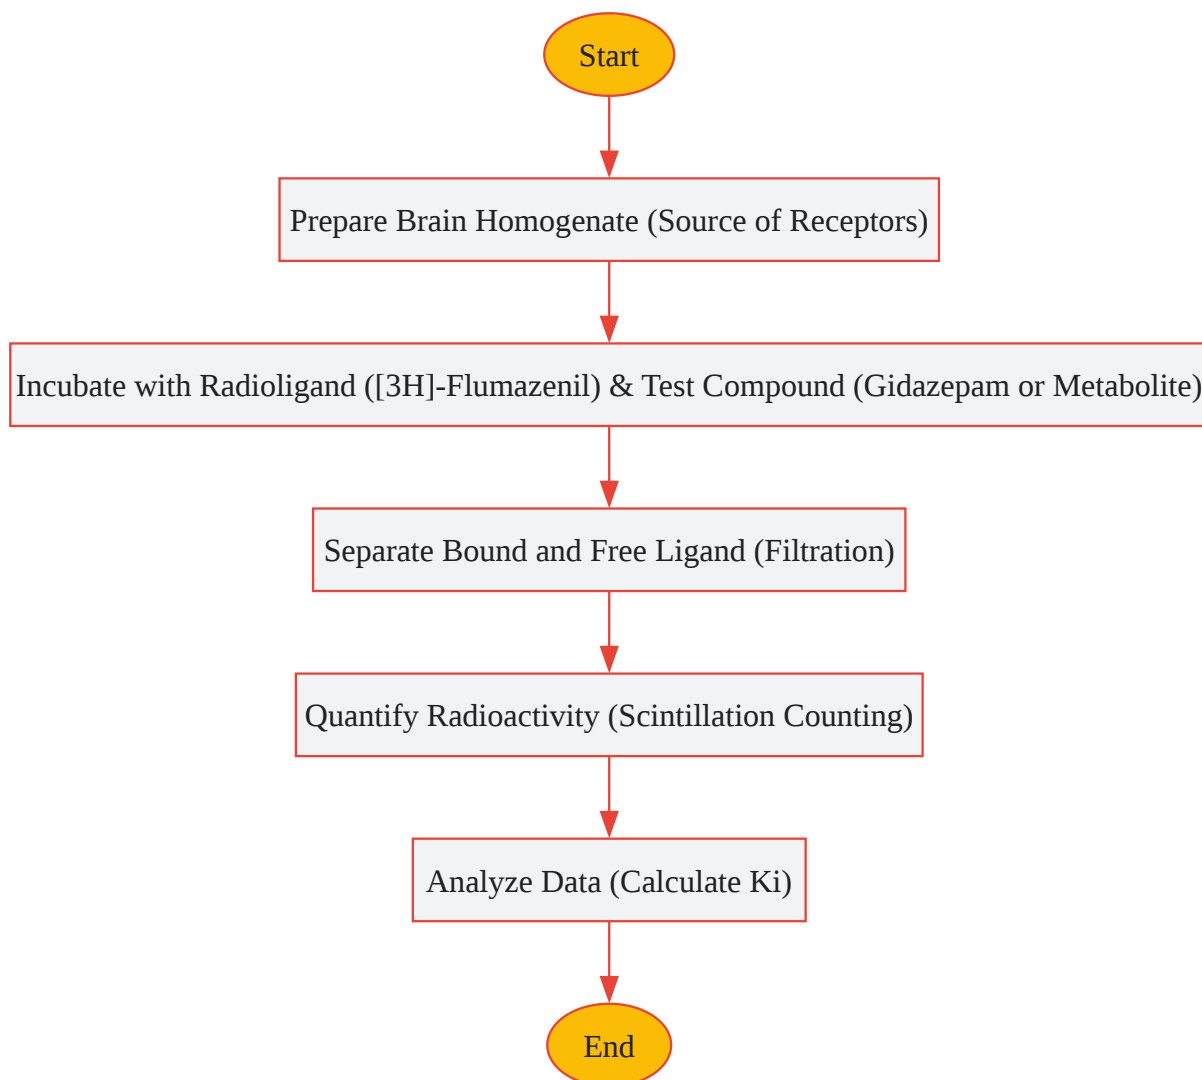 Start
Prepare Brain Homogenate (Source of Receptors)
Incubate with Radioligand ([3H]-Flumazenil) & Test Compound (Gidazepam or Metabolite)
Separate Bound and Free Ligand (Filtration)
Quantify Radioactivity (Scintillation Counting)
Analyze Data (Calculate Ki)
End